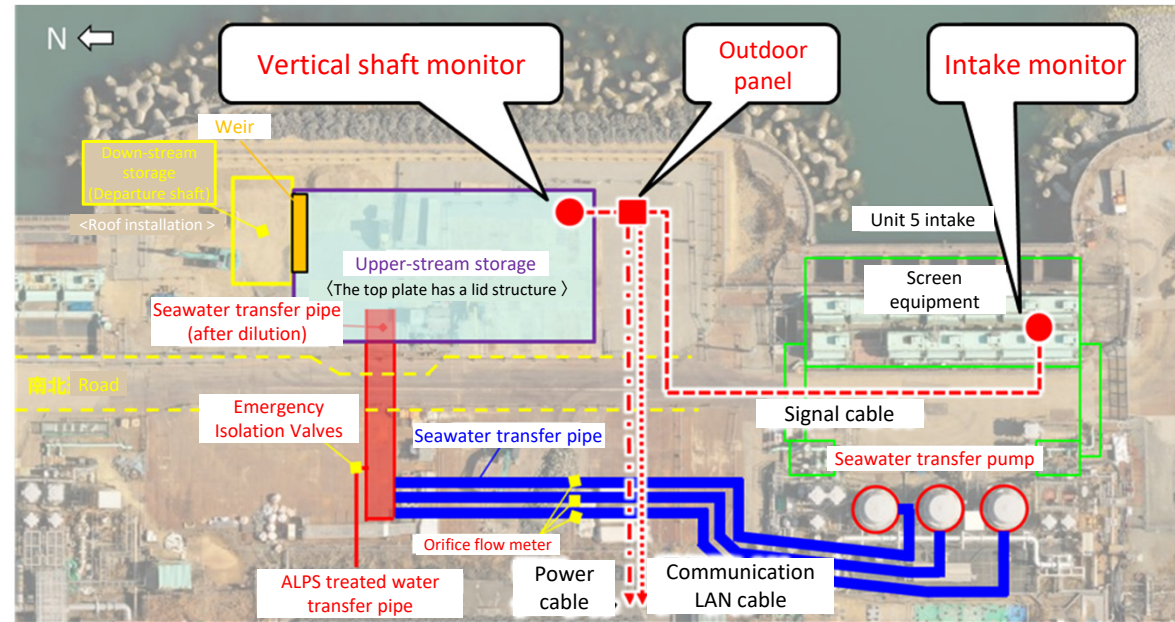 N
Vertical shaft monitor
Outdoor
panel
Intake monitor
Weir
Down-stream
storage
(Departure shaft)
<Roof installation >
Unit 5 intake
Upper-stream storage
〈The top plate has a lid structure 〉
Screen
equipment
Seawater transfer pipe
(after dilution)
南北 Road
Emergency
Isolation Valves
Seawater transfer pipe
Signal cable
Seawater transfer pump
Orifice flow meter
ALPS treated water
transfer pipe
Power
cable
Communication
LAN cable